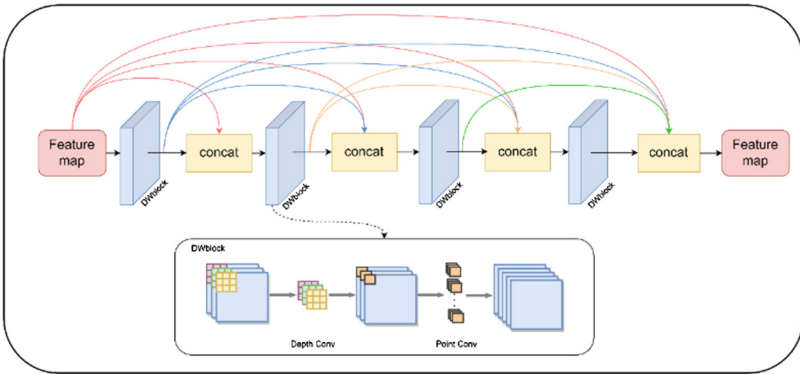 Feature
map
DWblock
concat
DWblock
concat
DWblock
concat
DWblock
concat
Feature
map
DWblock
Depth Conv
Point Conv